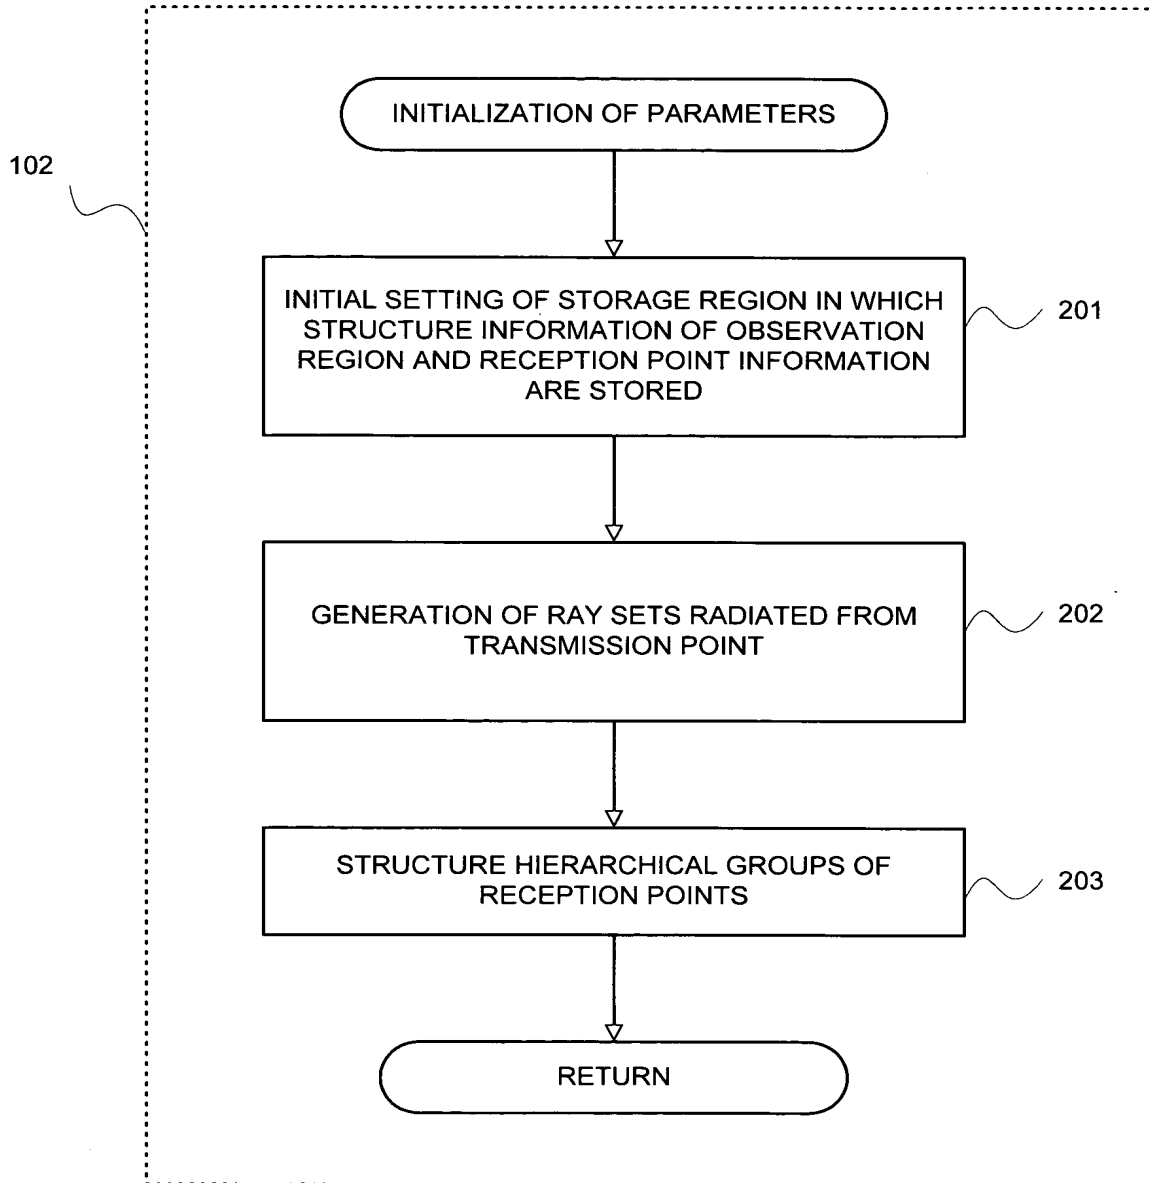 INITIALIZATION OF PARAMETERS
102
INITIAL SETTING OF STORAGE REGION IN WHICH
STRUCTURE INFORMATION OF OBSERVATION
REGION AND RECEPTION POINT INFORMATION
ARE STORED
201
GENERATION OF RAY SETS RADIATED FROM
TRANSMISSION POINT
202
STRUCTURE HIERARCHICAL GROUPS OF
RECEPTION POINTS
203
RETURN